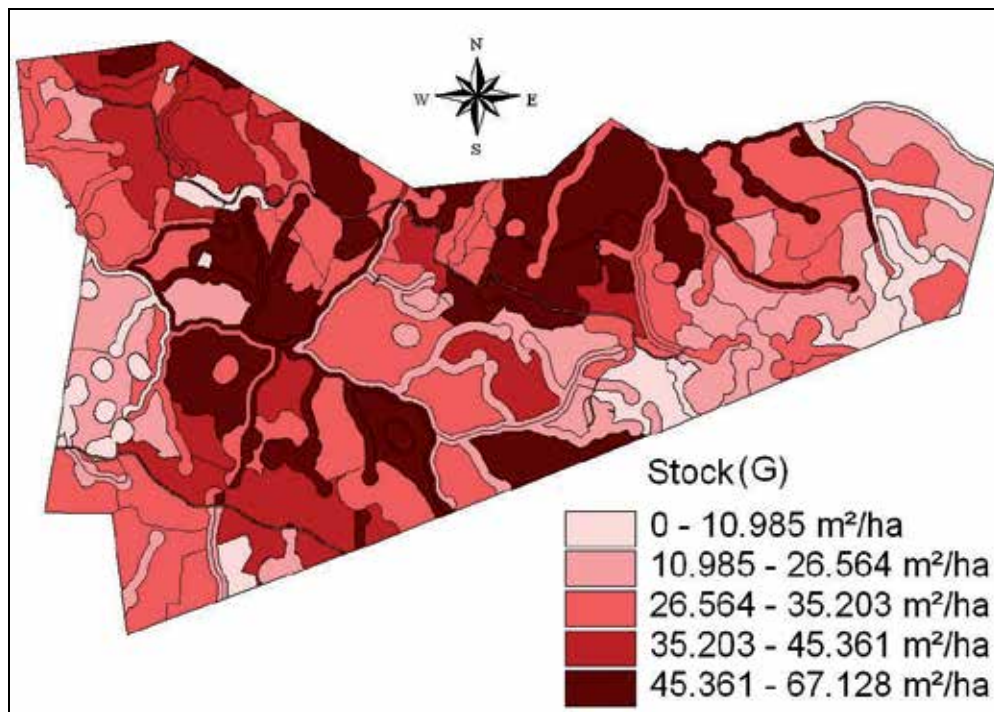 N
W E
S
Stock (G)
0 - 10.985 m²/ha
10.985 - 26.564 m²/ha
26.564 - 35.203 m²/ha
35.203 - 45.361 m²/ha
45.361 - 67.128 m²/ha